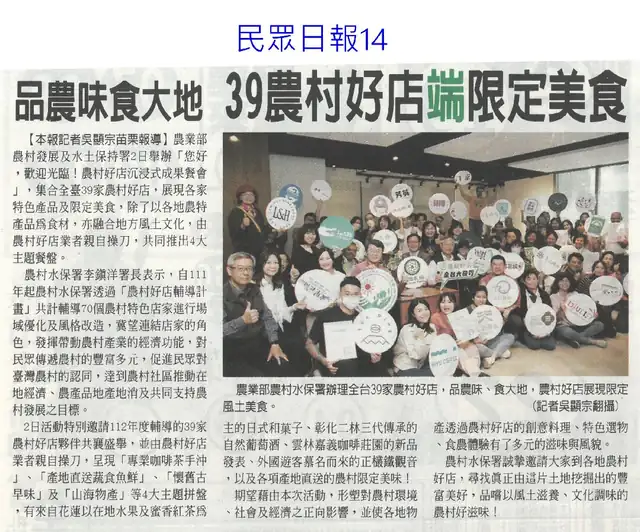 民眾日報14
品農味食大地 39農村好店端限定美食
【本報記者吳顯宗苗栗報導】農業部
農村發展及水土保持署2日舉辦「您好
，歡迎光臨！農村好店沉浸式成果餐會
」，集合全臺39家農村好店，展現各家
特色產品及限定美食，除了以各地農特
產品爲食材，亦融合地方風土文化，由
農村好店業者親自操刀，共同推出4大
主題餐盤。
農村水保署李鎮洋署長表示，自111
年起農村水保署透過「農村好店輔導計
畫」共計輔導70個農村特色店家進行場
域優化及風格改造，冀望連結店家的角
色，發揮帶動農村產業的經濟功能，對
民眾傳遞農村的豐富多元，促進民眾對
臺灣農村的認同，達到農村社區推動在
地經濟、農產品地產地消及共同支持農
村發展之目標。
2日活動特別邀請112年度輔導的39家
農村好店夥伴共襄盛舉，並由農村好店
業者親自操刀，呈現「專業咖啡茶手沖
」、「產地直送蔬食魚鮮」、「懷舊古
早味」及「山海物產」等4大主題拼盤，
有來自花蓮以在地水果及蜜香紅茶爲
農業部農村水保署辦理全台39家農村好店，品農味、食大地，農村好店展現限定
風土美食。 （記者吳顯宗翻攝）
主的日式和菓子、彰化二林三代傳承的
自然葡萄酒、雲林嘉義咖啡莊園的新品
發表、外國遊客慕名而來的正欉鐵觀音
，以及各項產地直送的農村限定美味！
期望藉由本次活動，形塑對農村環境
、社會及經濟之正向影響，並使各地物
產透過農村好店的創意料理、特色選物
、食農體驗有了多元的滋味與風貌。
農村水保署誠摯邀請大家到各地農村
好店，尋找眞正由這片土地挖掘出的豐
富美好，品嚐以風土滋養、文化調味的
農村好滋味！